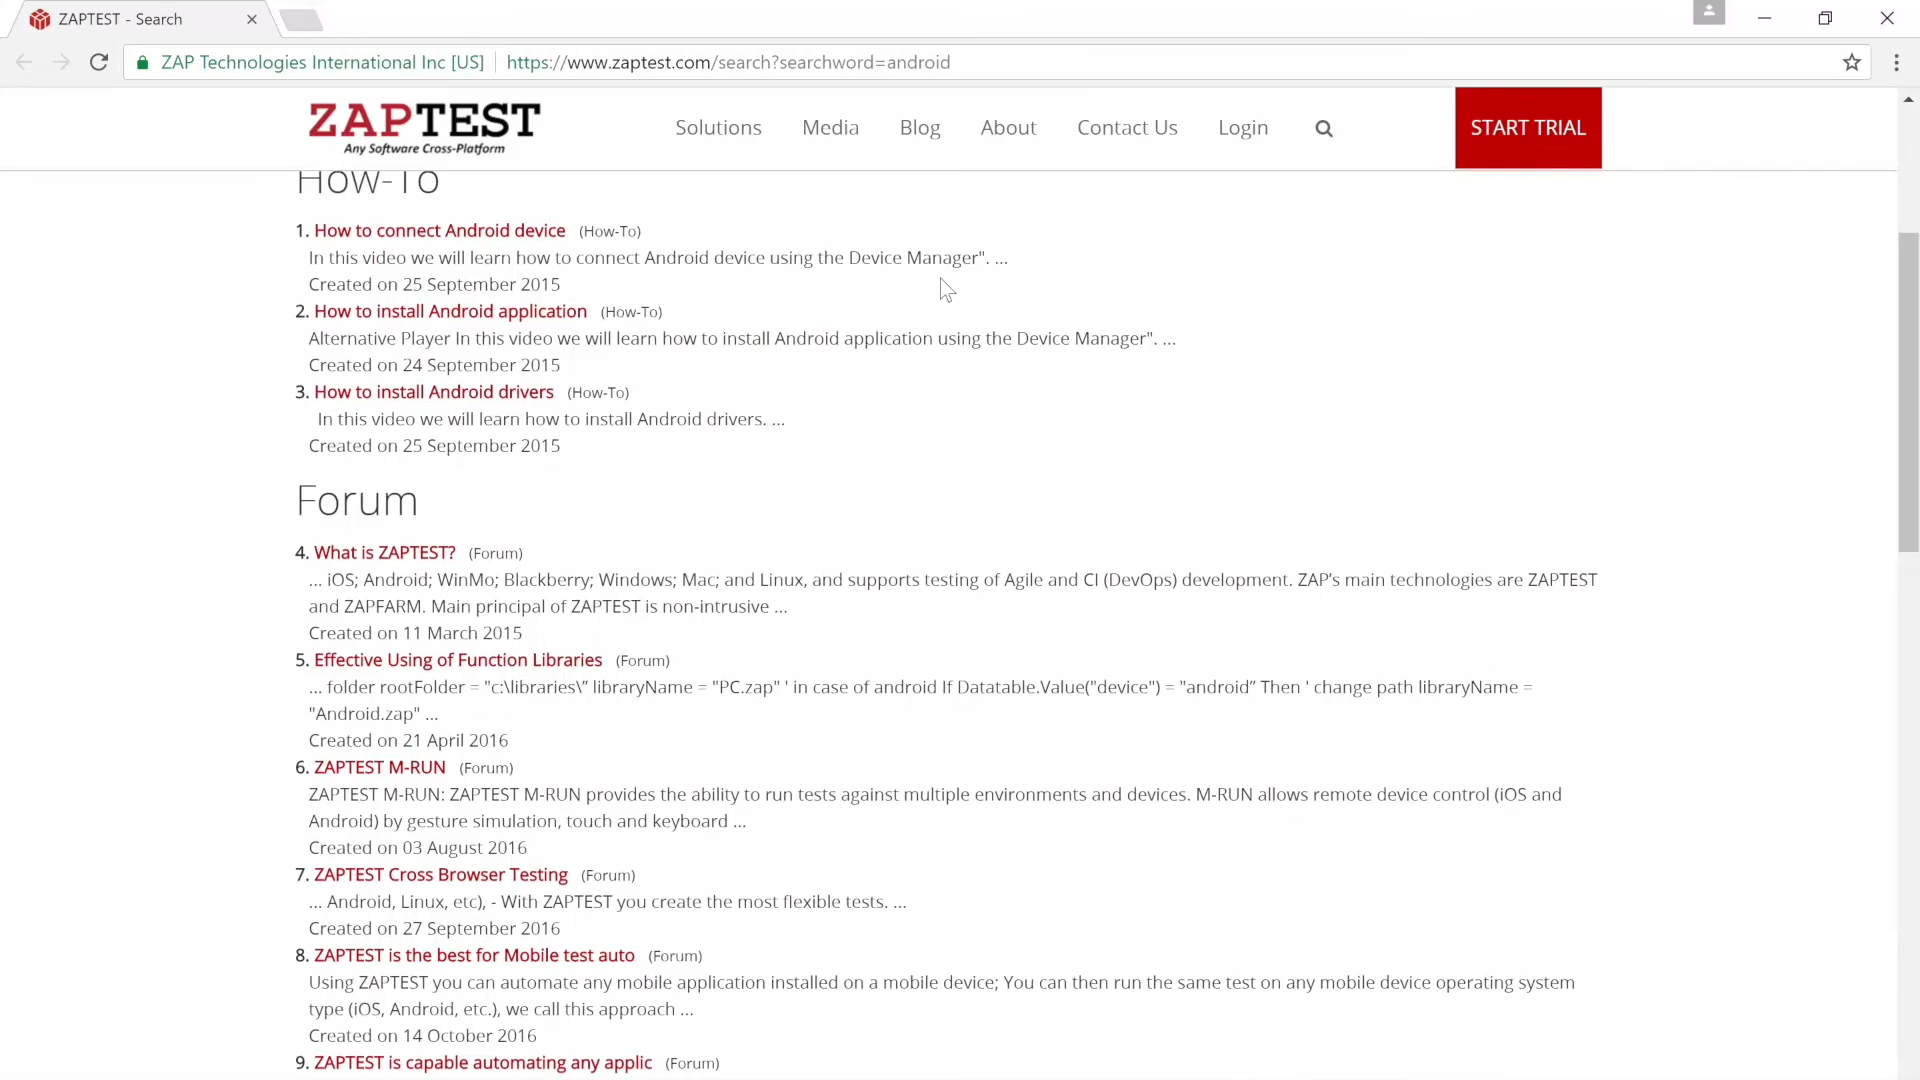 ZAPTEST - Search
ZAP Technologies International Inc [US] https://www.zaptest.com/search?searchword=android
ZAPTEST
Any Software Cross-Platform
Solutions Media Blog About Contact Us Login START TRIAL
How-To
1. How to connect Android device (How-To)
In this video we will learn how to connect Android device using the Device Manager". ...
Created on 25 September 2015
2. How to install Android application (How-To)
Alternative Player In this video we will learn how to install Android application using the Device Manager". ...
Created on 24 September 2015
3. How to install Android drivers (How-To)
In this video we will learn how to install Android drivers. ...
Created on 25 September 2015
Forum
4. What is ZAPTEST? (Forum)
... iOS; Android; WinMo; Blackberry; Windows; Mac; and Linux, and supports testing of Agile and CI (DevOps) development. ZAP’s main technologies are ZAPTEST
and ZAPFARM. Main principal of ZAPTEST is non-intrusive ...
Created on 11 March 2015
5. Effective Using of Function Libraries (Forum)
... folder rootFolder = "c:\libraries\” libraryName = "PC.zap" ' in case of android If Datatable.Value("device") = "android” Then ' change path libraryName =
"Android.zap" ...
Created on 21 April 2016
6. ZAPTEST M-RUN (Forum)
ZAPTEST M-RUN: ZAPTEST M-RUN provides the ability to run tests against multiple environments and devices. M-RUN allows remote device control (iOS and
Android) by gesture simulation, touch and keyboard ...
Created on 03 August 2016
7. ZAPTEST Cross Browser Testing (Forum)
... Android, Linux, etc), - With ZAPTEST you create the most flexible tests. ...
Created on 27 September 2016
8. ZAPTEST is the best for Mobile test auto (Forum)
Using ZAPTEST you can automate any mobile application installed on a mobile device; You can then run the same test on any mobile device operating system
type (iOS, Android, etc.), we call this approach ...
Created on 14 October 2016
9. ZAPTEST is capable automating any applic (Forum)